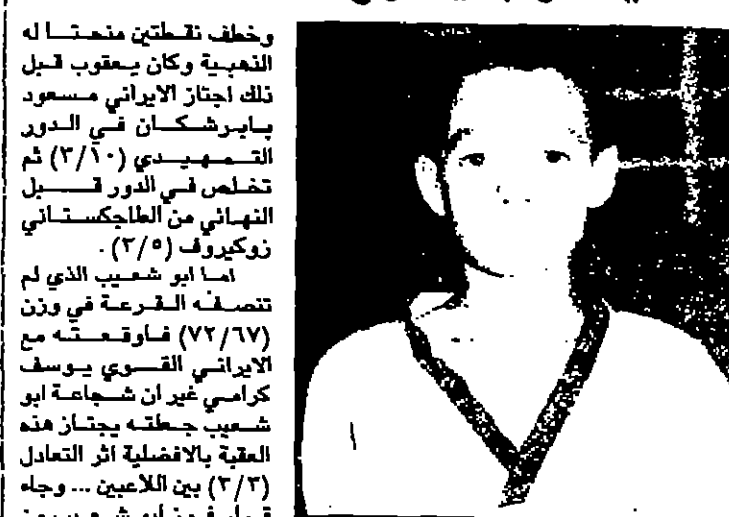 وخطف نقطتين منحتا له
الذهبية وكان يعقوب قبل
ذلك اجتاز الايراني مسعود
بابرشكان في الدور
التمهيدي (٣/١٠) ثم
تخلص في الدور قبل
النهائي من الطاجكستاني
زوكيروف (٢/٥) .
اما ابو شعيب الذي لم
تنصفه القرعة في وزن
(٧٢/٦٧) فاوقعته مع
الايراني القوي يوسف
كرامي غير ان شجاعة ابو
شعيب جعلته يجتاز هذه
العقبة بالافضلية اثر التعادل
(٣/٣) بين اللاعبين ... وجاء